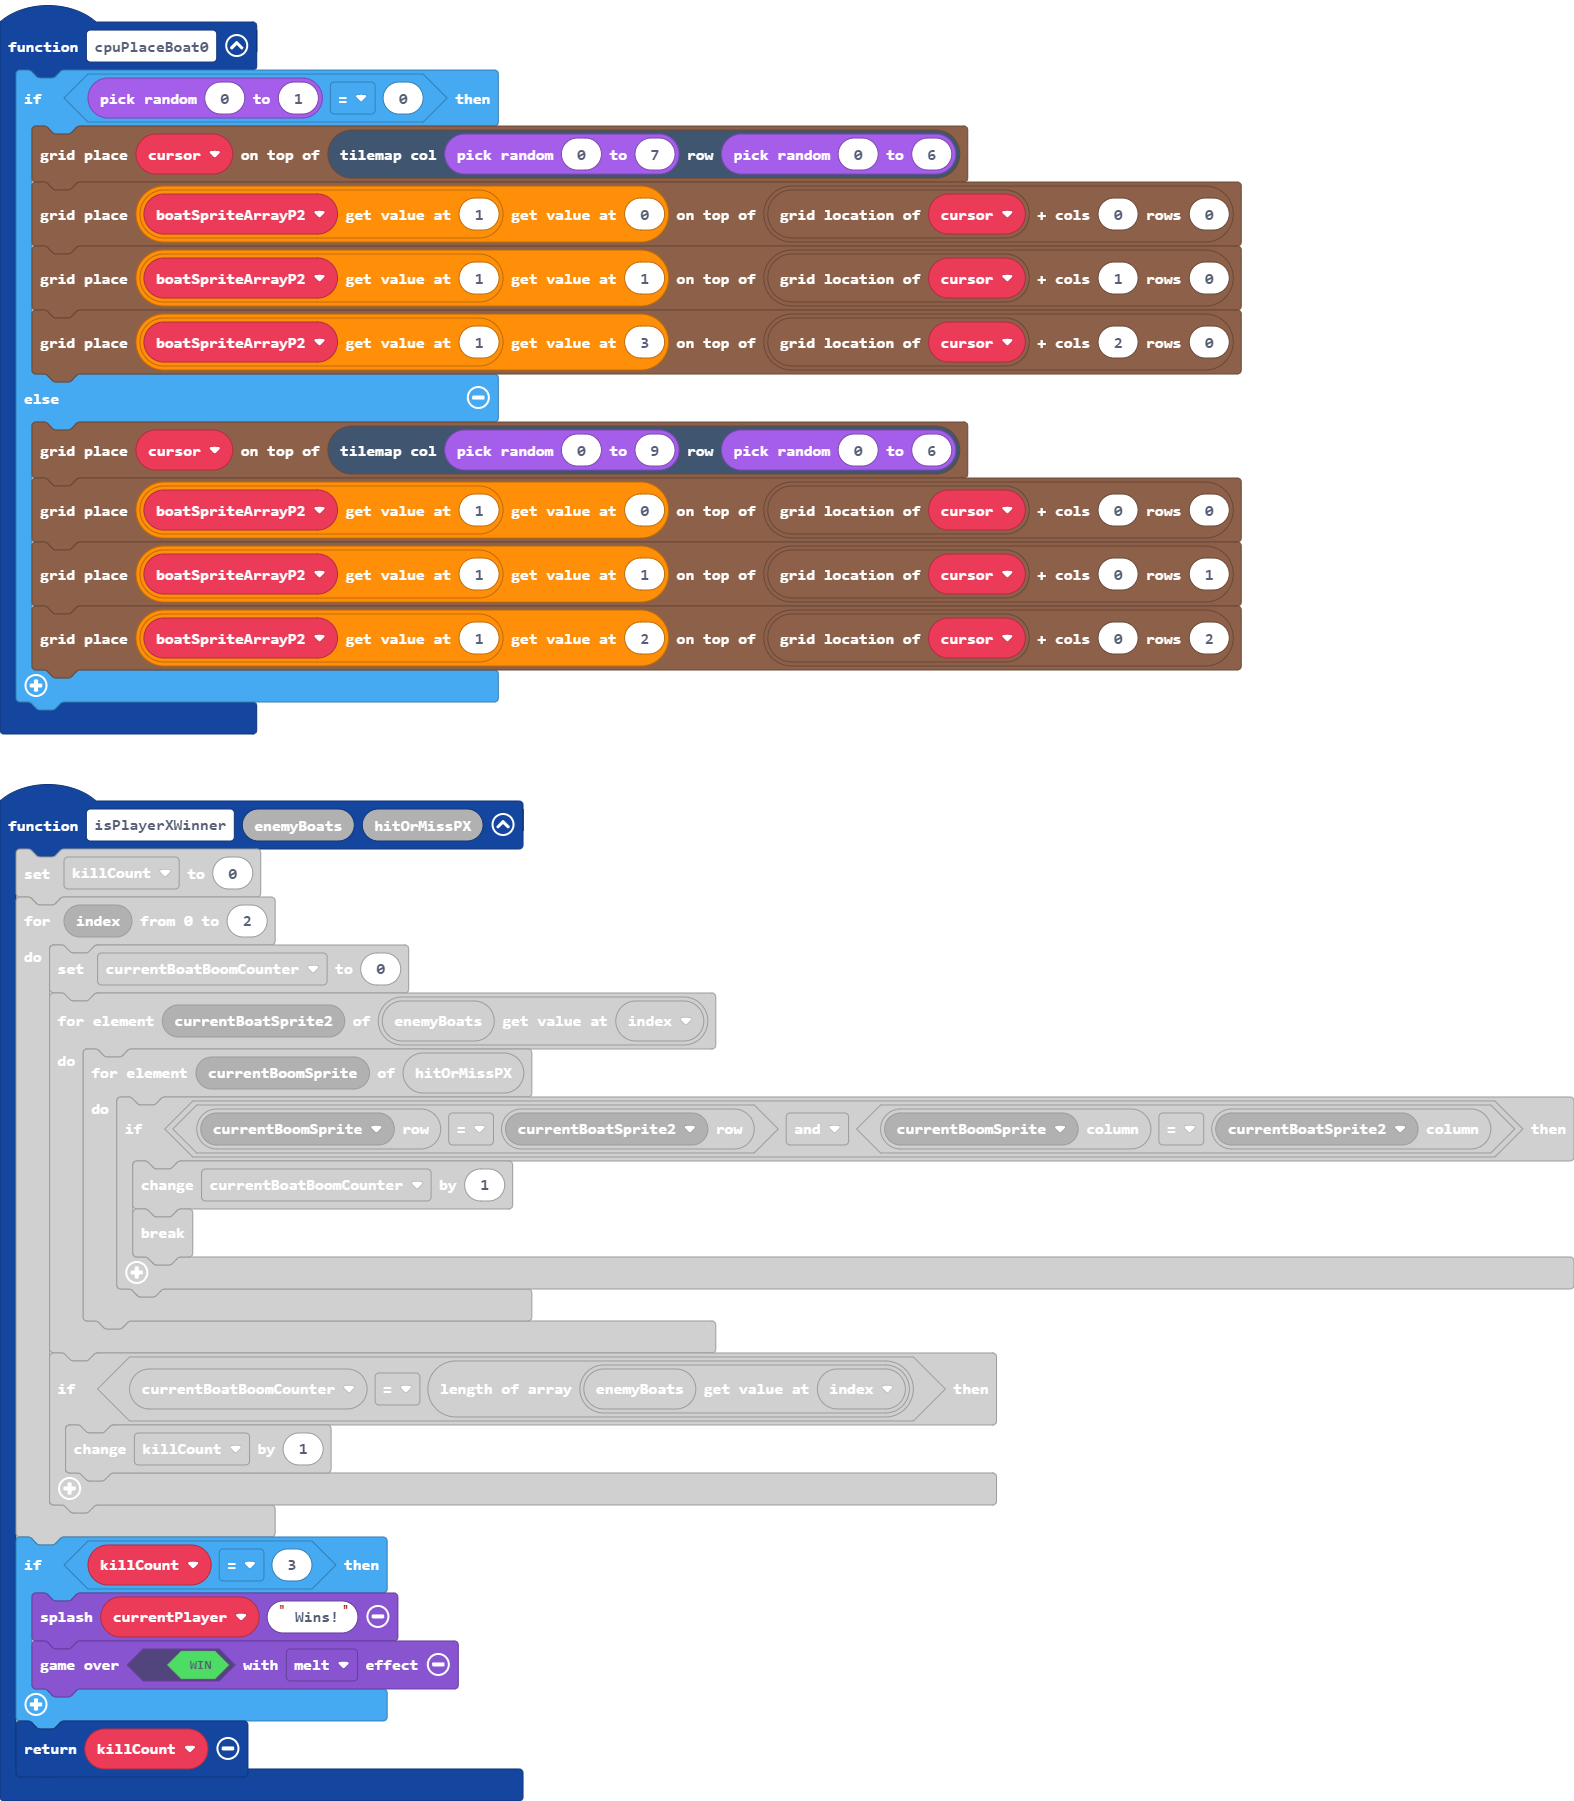 function cpuPlaceBoat0
if pick random 0 to 1 = 0 then
grid place cursor on top of tilemap col pick random 0 to 7 row pick random 0 to 6
grid place boatSpriteArrayP2 get value at 1 get value at 0 on top of grid location of cursor + cols 0 rows 0
grid place boatSpriteArrayP2 get value at 1 get value at 1 on top of grid location of cursor + cols 1 rows 0
grid place boatSpriteArrayP2 get value at 1 get value at 3 on top of grid location of cursor + cols 2 rows 0
else
grid place cursor on top of tilemap col pick random 0 to 9 row pick random 0 to 6
grid place boatSpriteArrayP2 get value at 1 get value at 0 on top of grid location of cursor + cols 0 rows 0
grid place boatSpriteArrayP2 get value at 1 get value at 1 on top of grid location of cursor + cols 0 rows 1
grid place boatSpriteArrayP2 get value at 1 get value at 2 on top of grid location of cursor + cols 0 rows 2
function isPlayerXWinner enemyBoats hitOrMissPX
set killCount to 0
for index from 0 to 2
do
set currentBoatBoomCounter to 0
for element currentBoatSprite2 of enemyBoats get value at index
do
for element currentBoomSprite of hitOrMissPX
do
if currentBoomSprite row = currentBoatSprite2 row and currentBoomSprite column = currentBoatSprite2 column then
change currentBoatBoomCounter by 1
break
if currentBoatBoomCounter = length of array enemyBoats get value at index then
change killCount by 1
if killCount = 3 then
splash currentPlayer " Wins!"
game over WIN with melt effect
return killCount